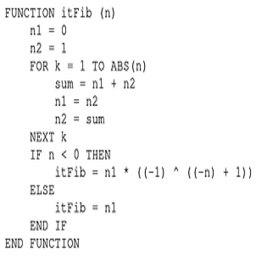 FUNCTION itFib (n)
    n1 = 0
    n2 = 1
    FOR k = 1 TO ABS(n)
        sum = n1 + n2
        n1 = n2
        n2 = sum
    NEXT k
    IF n < 0 THEN
        itFib = n1 * ((-1) ^ ((-n) + 1))
    ELSE
        itFib = n1
    END IF
END FUNCTION